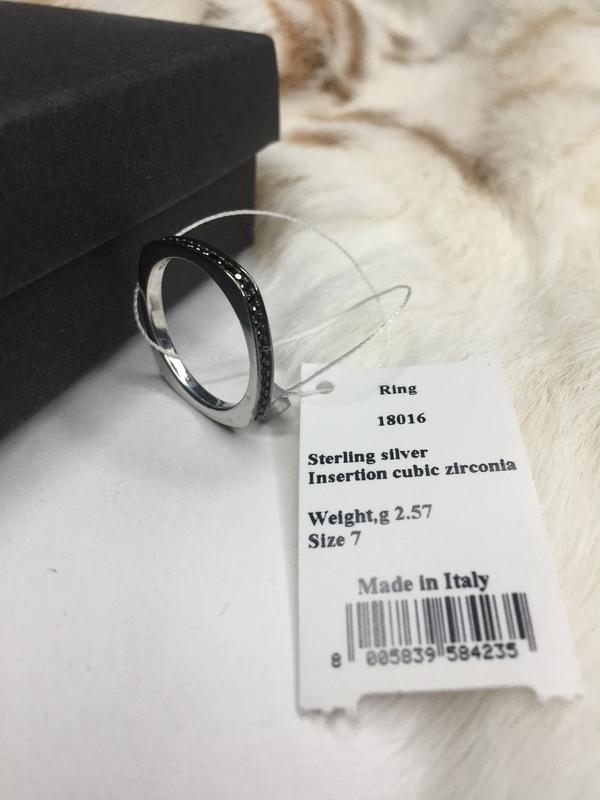 Ring
18016
Sterling silver
Insertion cubic zirconia
Weight,g 2.57
Size 7
Made in Italy
8 005839 584235